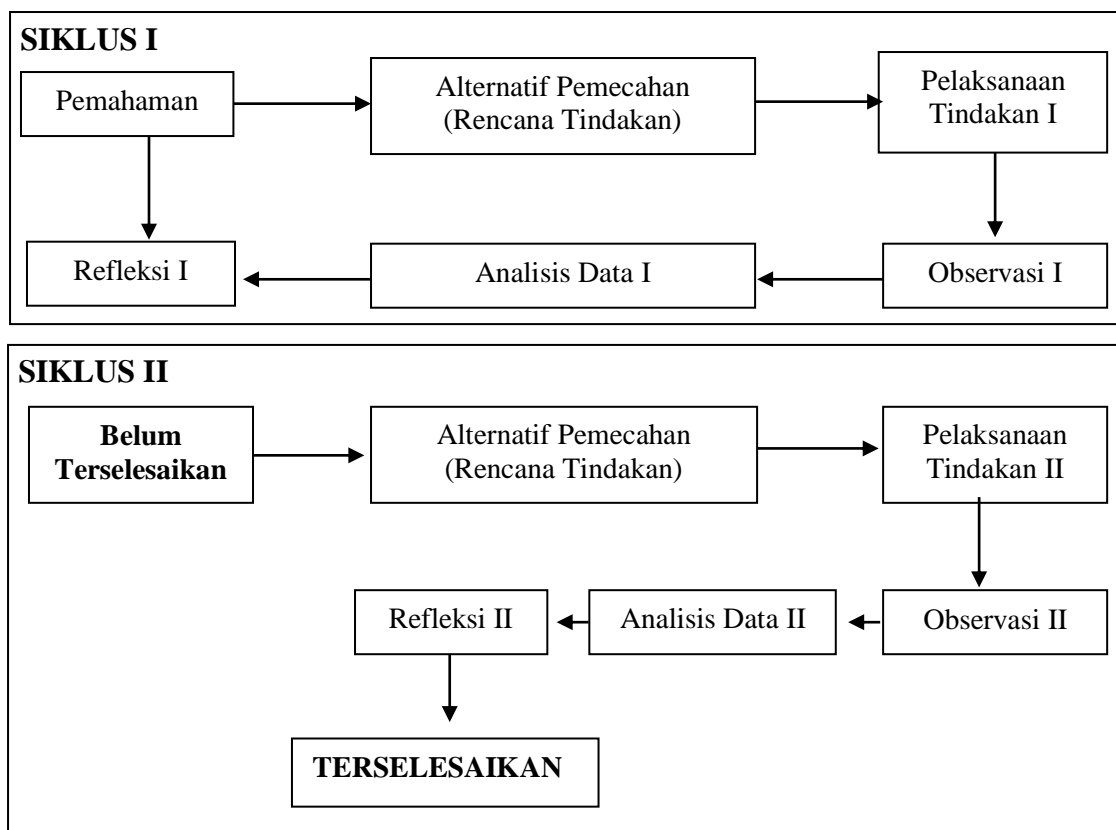 SIKLUS I
Pemahaman
Alternatif Pemecahan
(Rencana Tindakan)
Pelaksanaan
Tindakan I
Refleksi I
Analisis Data I
Observasi I
SIKLUS II
Belum
Terselesaikan
Alternatif Pemecahan
(Rencana Tindakan)
Pelaksanaan
Tindakan II
Refleksi II
Analisis Data II
Observasi II
TERSELESAIKAN